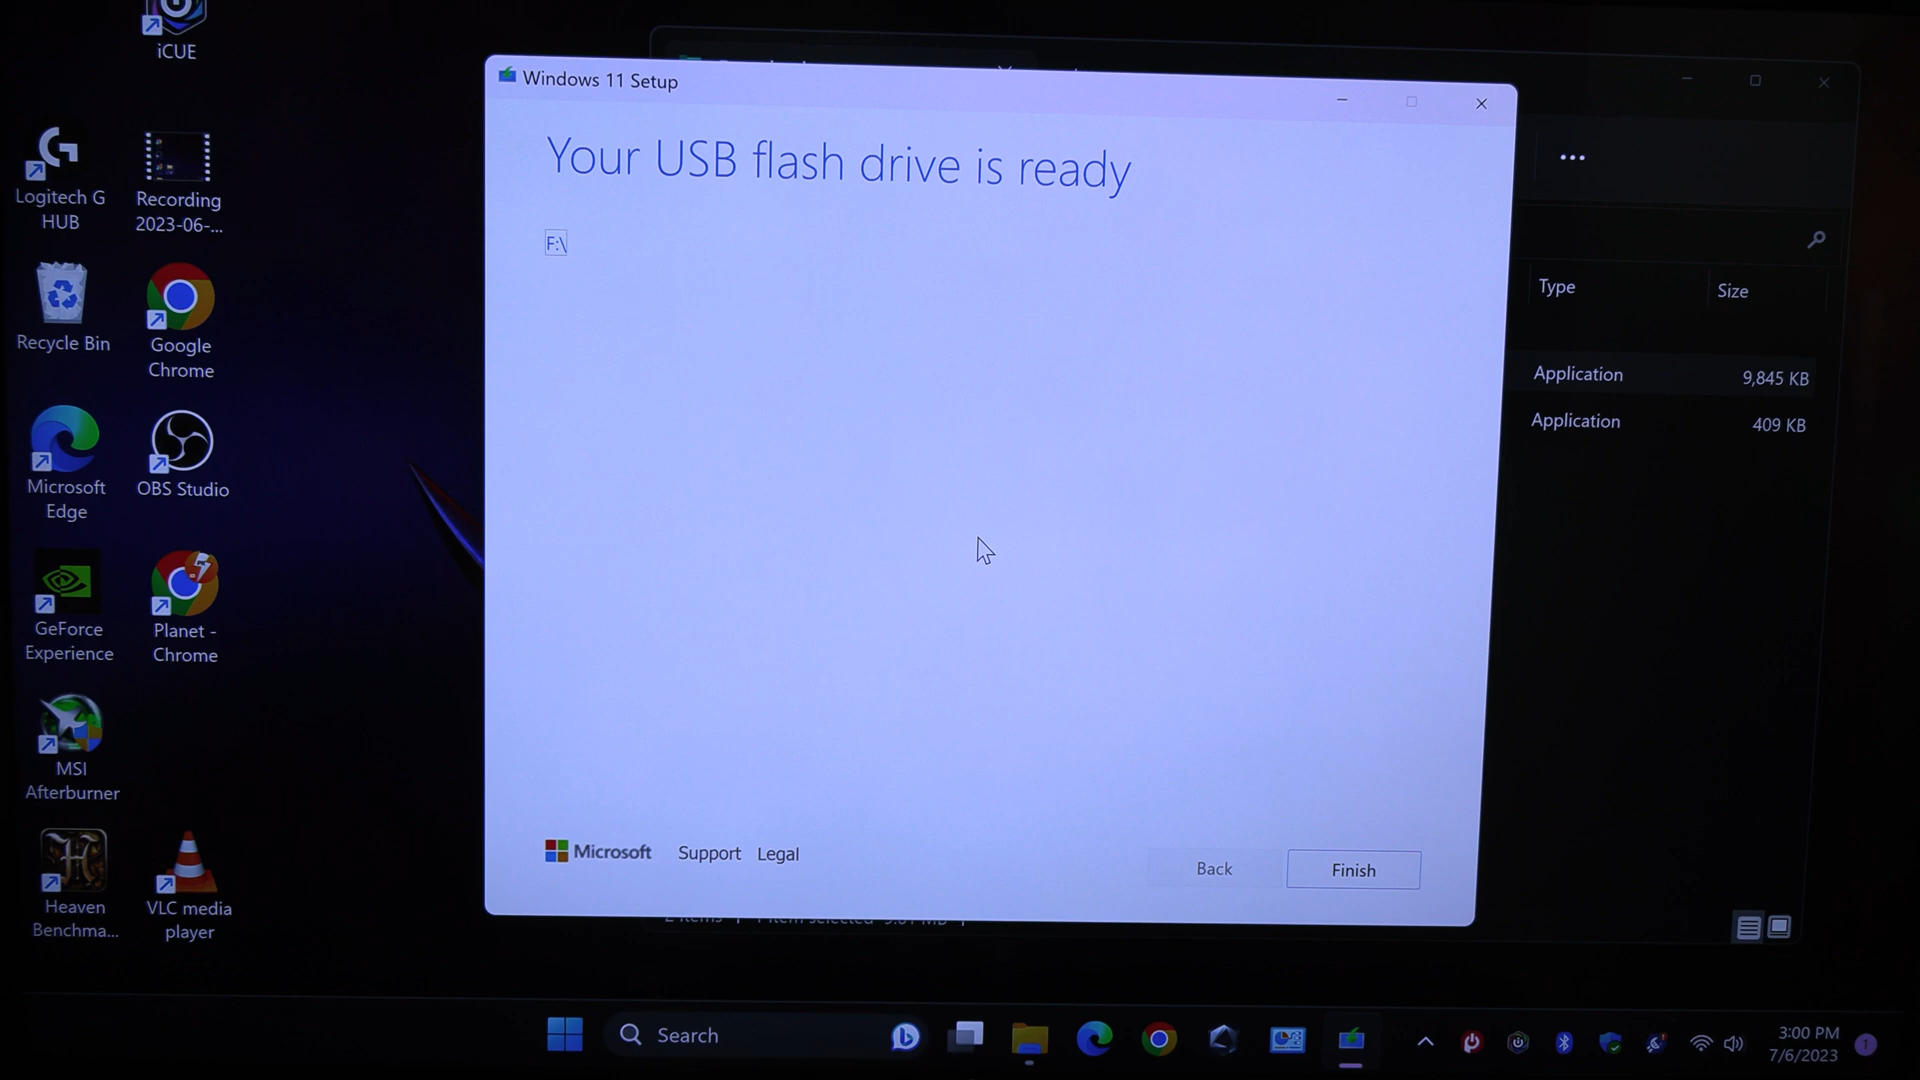 iCUE
Logitech G
HUB
Recording
2023-06-...
Recycle Bin
Google
Chrome
Microsoft
Edge
OBS Studio
GeForce
Experience
Planet -
Chrome
MSI
Afterburner
Heaven
Benchma...
VLC media
player
Windows 11 Setup
Your USB flash drive is ready
F:\
Microsoft
Support
Legal
Back
Finish
Type
Size
Application
9,845 KB
Application
409 KB
Search
3:00 PM
7/6/2023
1